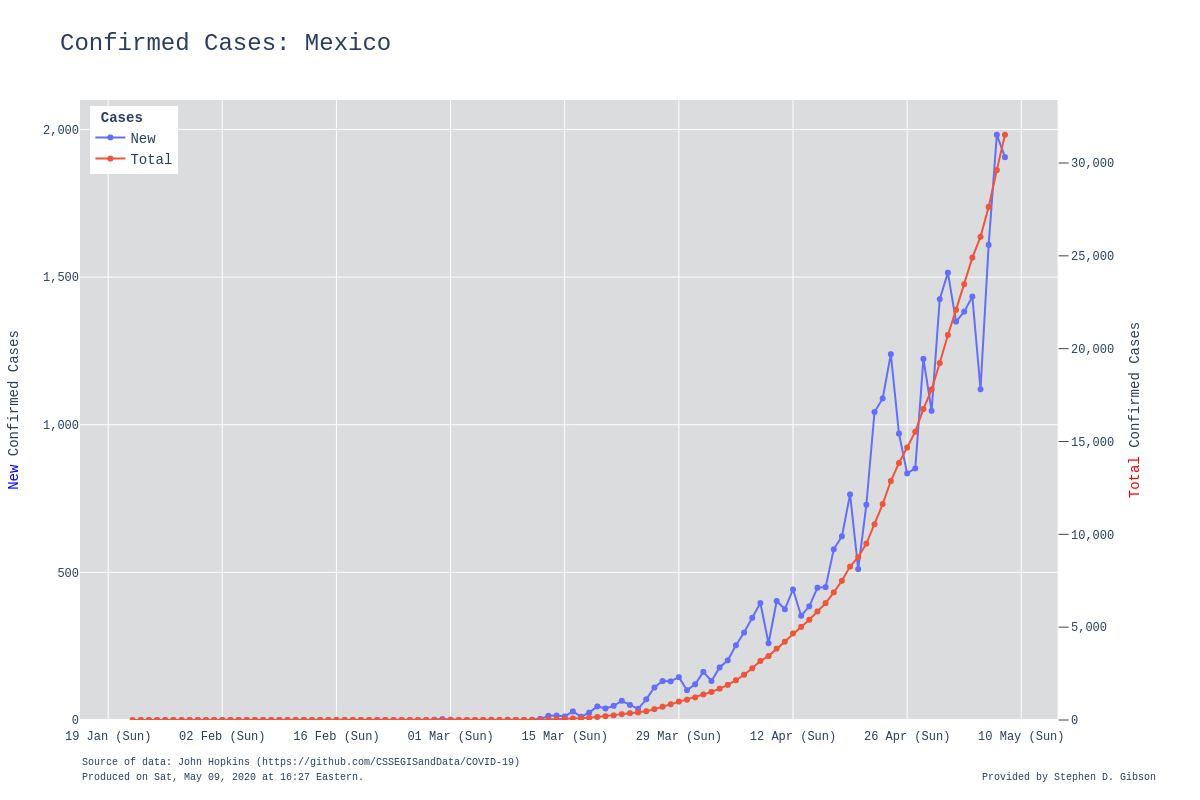 Confirmed Cases: Mexico
Cases
New
Total
2,000
1,500
1,000
500
0
30,000
25,000
20,000
15,000
10,000
5,000
0
New Confirmed Cases
Total Confirmed Cases
19 Jan (Sun) 02 Feb (Sun) 16 Feb (Sun) 01 Mar (Sun) 15 Mar (Sun) 29 Mar (Sun) 12 Apr (Sun) 26 Apr (Sun) 10 May (Sun)
Source of data: John Hopkins (https://github.com/CSSEGISandData/COVID-19)
Produced on Sat, May 09, 2020 at 16:27 Eastern.
Provided by Stephen D. Gibson